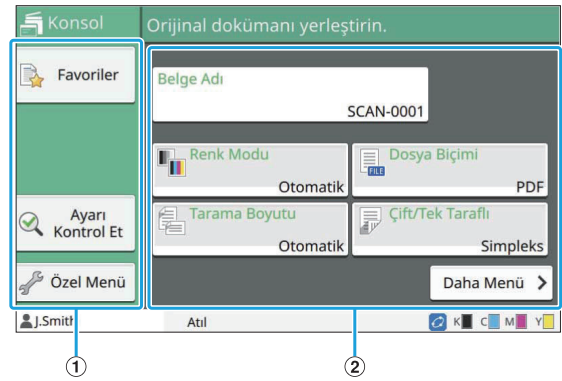 Konsol
Orijinal dokümanı yerleştirin.
Favoriler
Ayarı
Kontrol Et
Özel Menü
Belge Adı
SCAN-0001
Renk Modu
Otomatik
Dosya Biçimi
FILE
PDF
Tarama Boyutu
Otomatik
Çift/Tek Taraflı
Simpleks
Daha Menü
J.Smith
Atıl
K C M Y
1
2